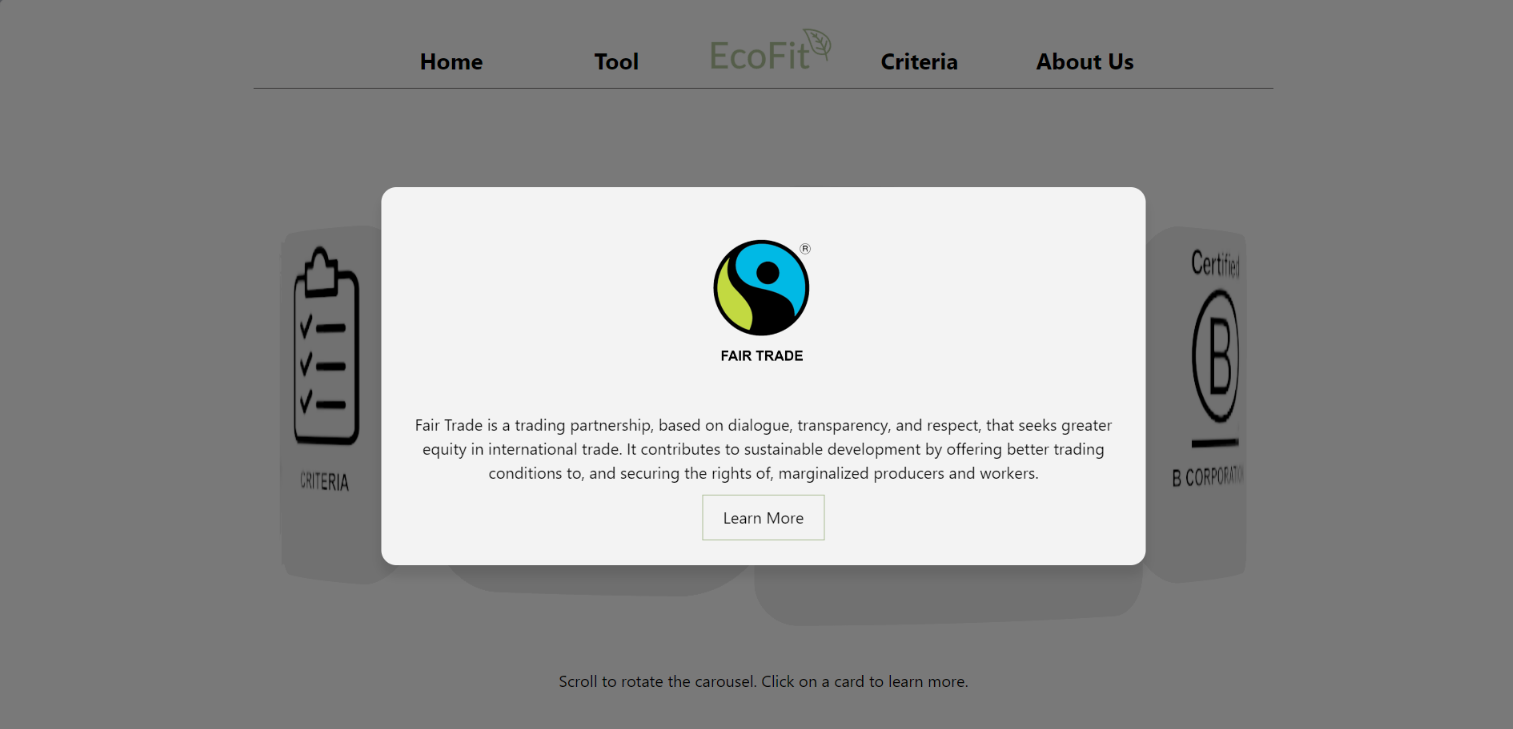 Home Tool EcoFit Criteria About Us
®
FAIR TRADE
Certified
B
CRITERIA
B CORPORATION
Fair Trade is a trading partnership, based on dialogue, transparency, and respect, that seeks greater
equity in international trade. It contributes to sustainable development by offering better trading
conditions to, and securing the rights of, marginalized producers and workers.
Learn More
Scroll to rotate the carousel. Click on a card to learn more.